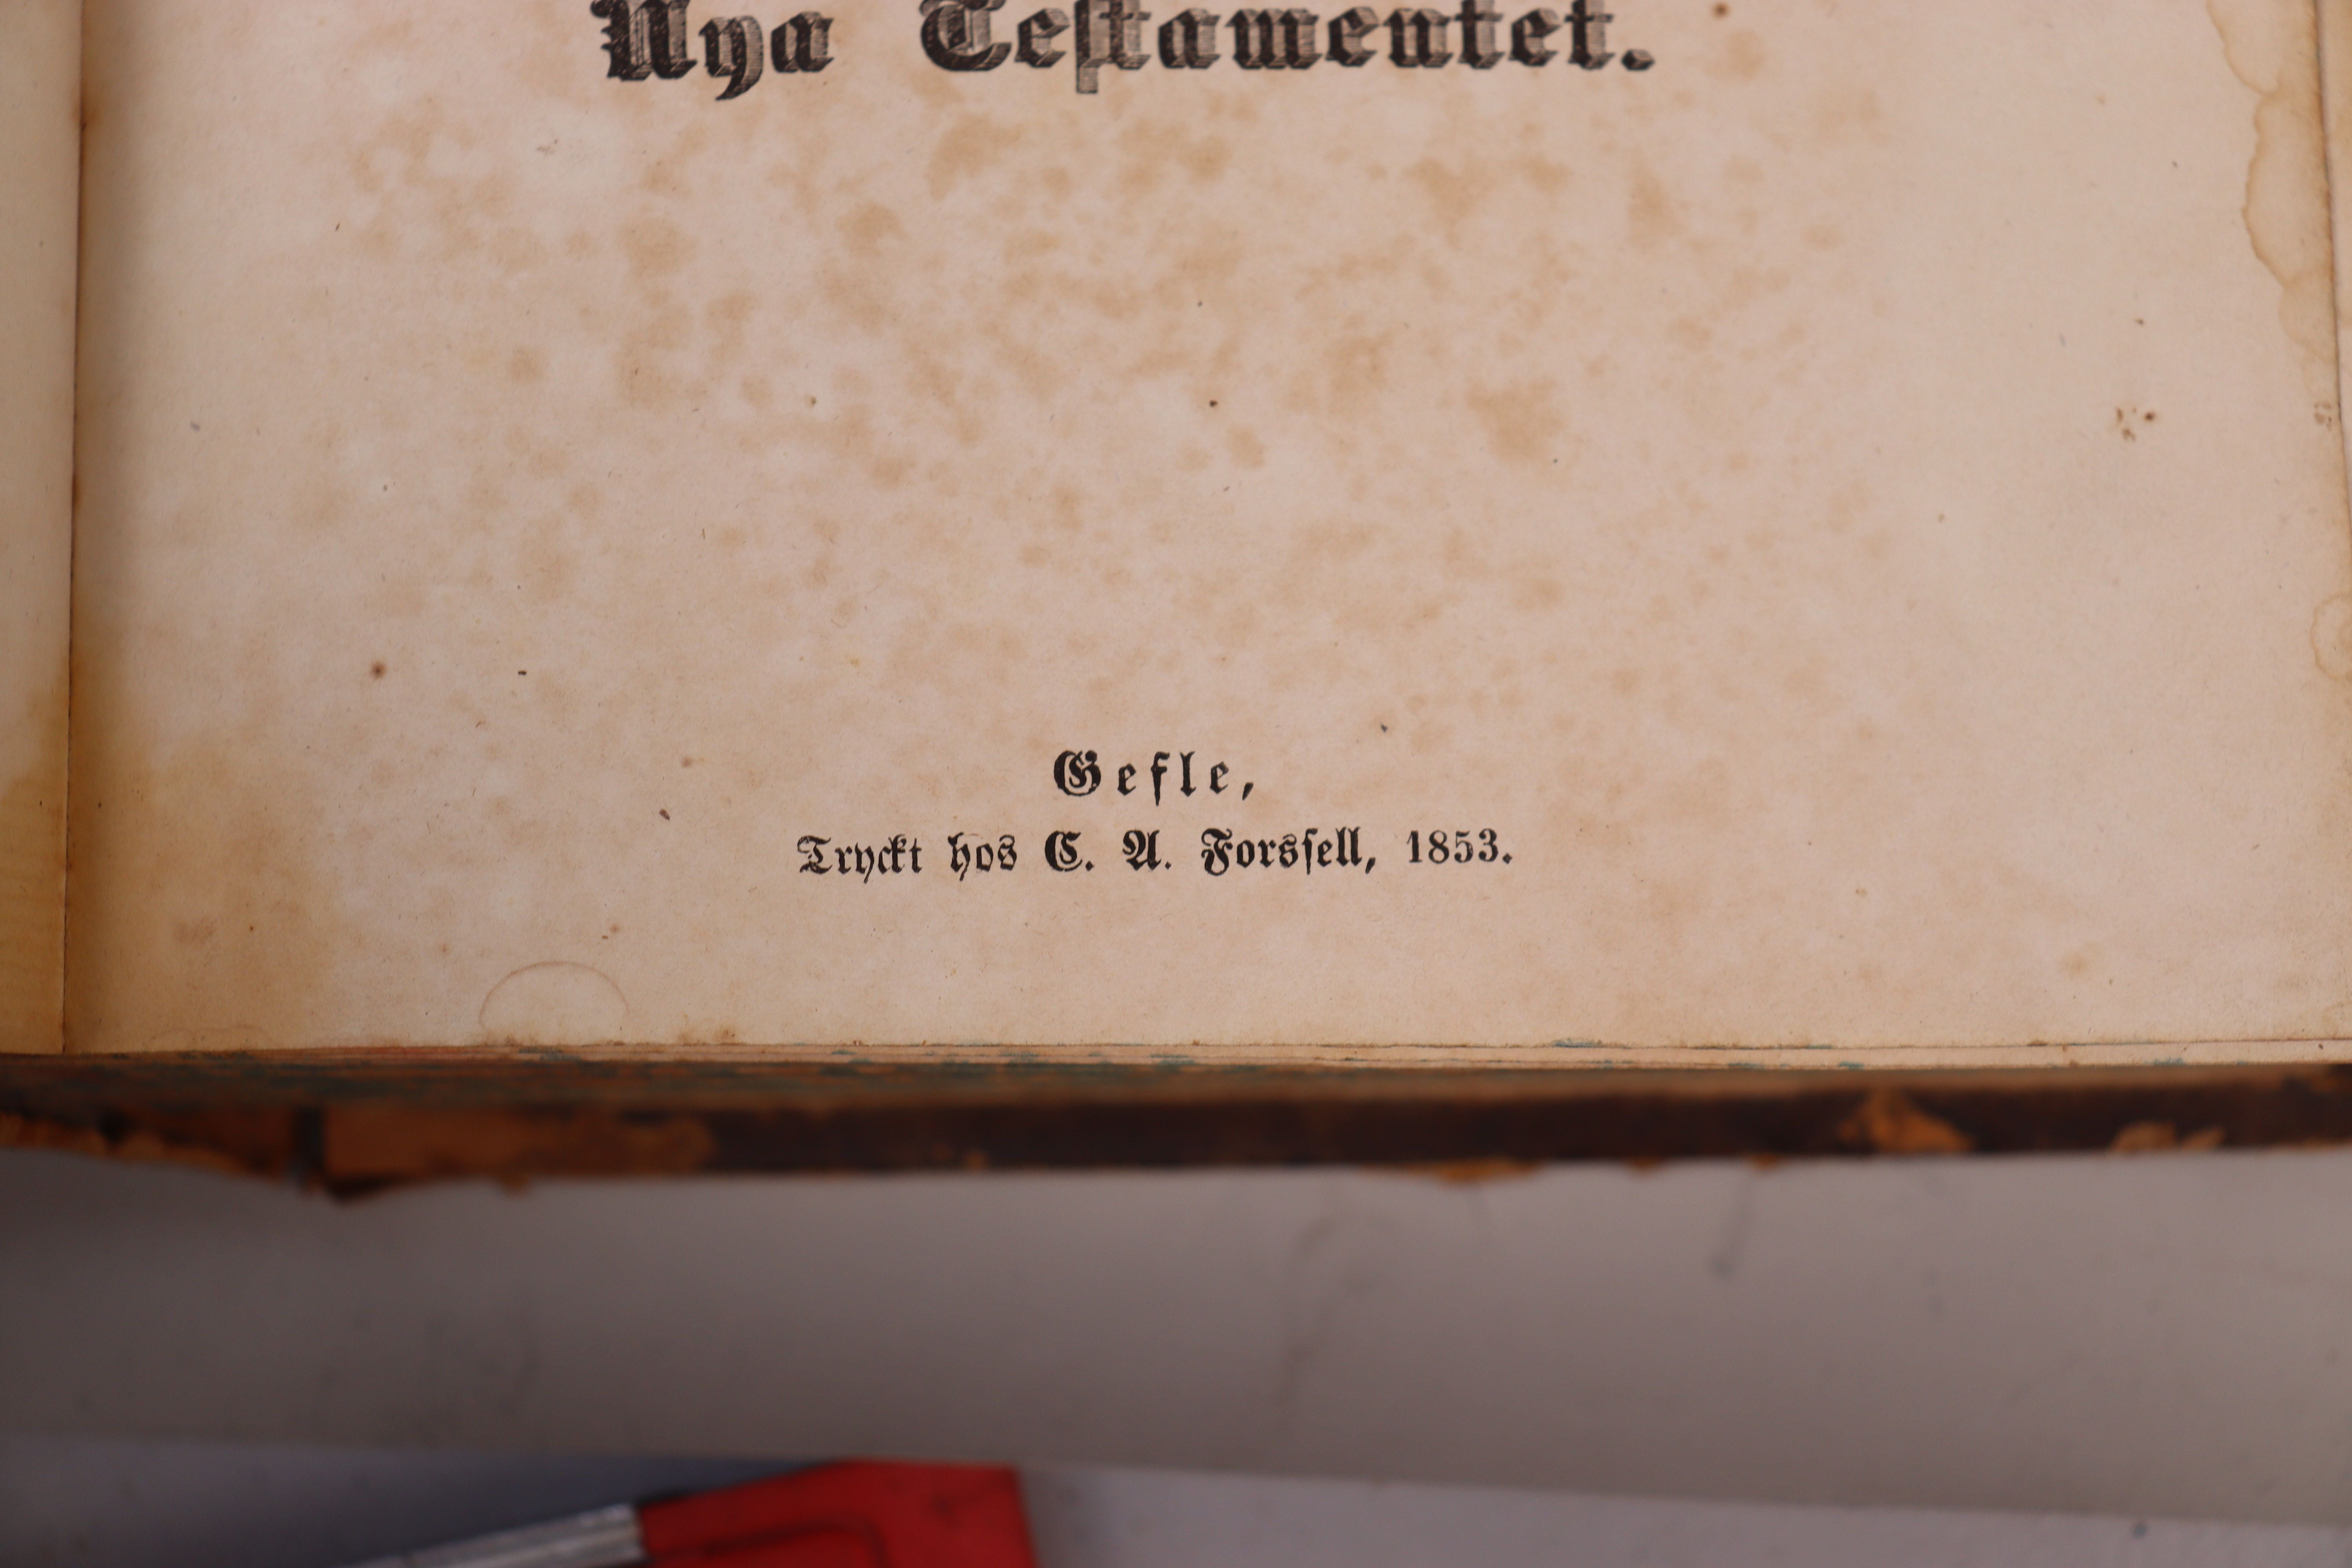 Nya Teſtamentet.
Gefle,
Tryckt hos C. A. Forsſell, 1853.